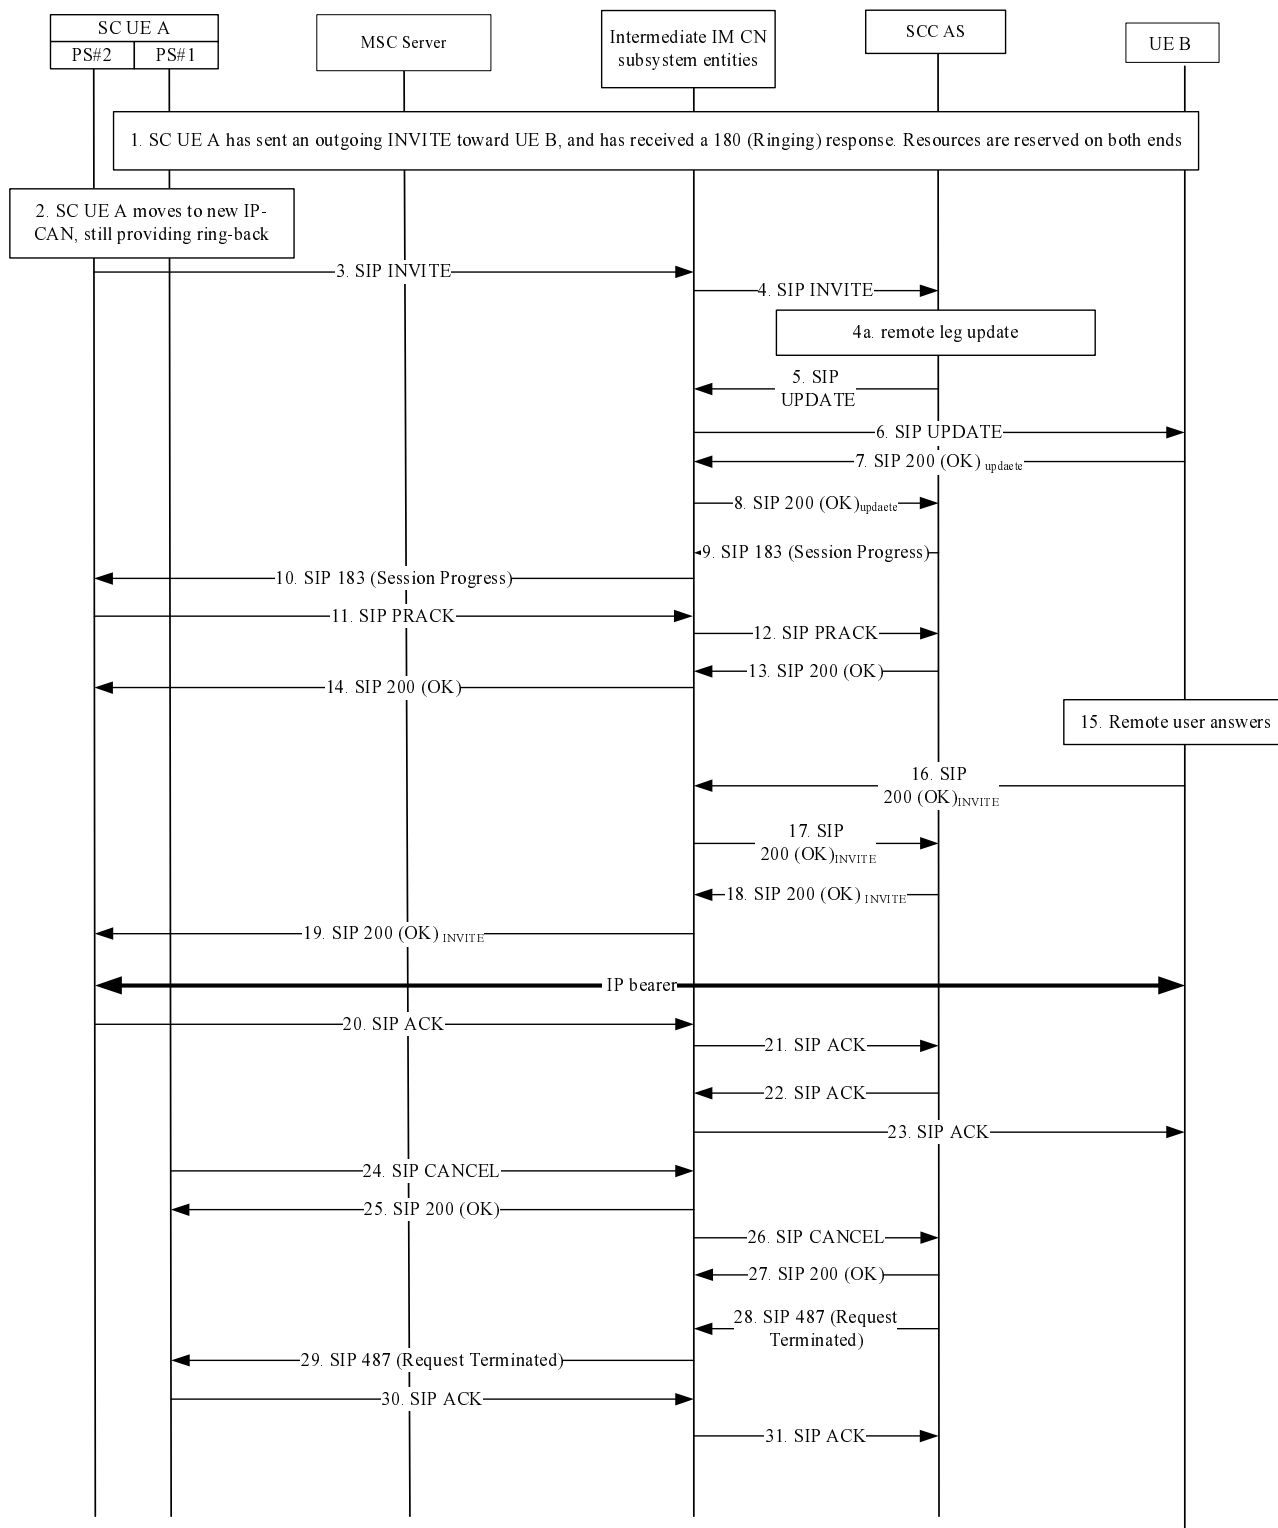 SC UE A
PS#2
PS#1
MSC Server
Intermediate IM CN
subsystem entities
SCC AS
UE B
1. SC UE A has sent an outgoing INVITE toward UE B, and has received a 180 (Ringing) response. Resources are reserved on both ends
2. SC UE A moves to new IP-
CAN, still providing ring-back
3. SIP INVITE
4. SIP INVITE
4a. remote leg update
5. SIP
UPDATE
6. SIP UPDATE
7. SIP 200 (OK) updaete
8. SIP 200 (OK)updaete
9. SIP 183 (Session Progress)
10. SIP 183 (Session Progress)
11. SIP PRACK
12. SIP PRACK
13. SIP 200 (OK)
14. SIP 200 (OK)
15. Remote user answers
16. SIP
200 (OK)INVITE
17. SIP
200 (OK)INVITE
18. SIP 200 (OK) INVITE
19. SIP 200 (OK) INVITE
IP bearer
20. SIP ACK
21. SIP ACK
22. SIP ACK
23. SIP ACK
24. SIP CANCEL
25. SIP 200 (OK)
26. SIP CANCEL
27. SIP 200 (OK)
28. SIP 487 (Request
Terminated)
29. SIP 487 (Request Terminated)
30. SIP ACK
31. SIP ACK